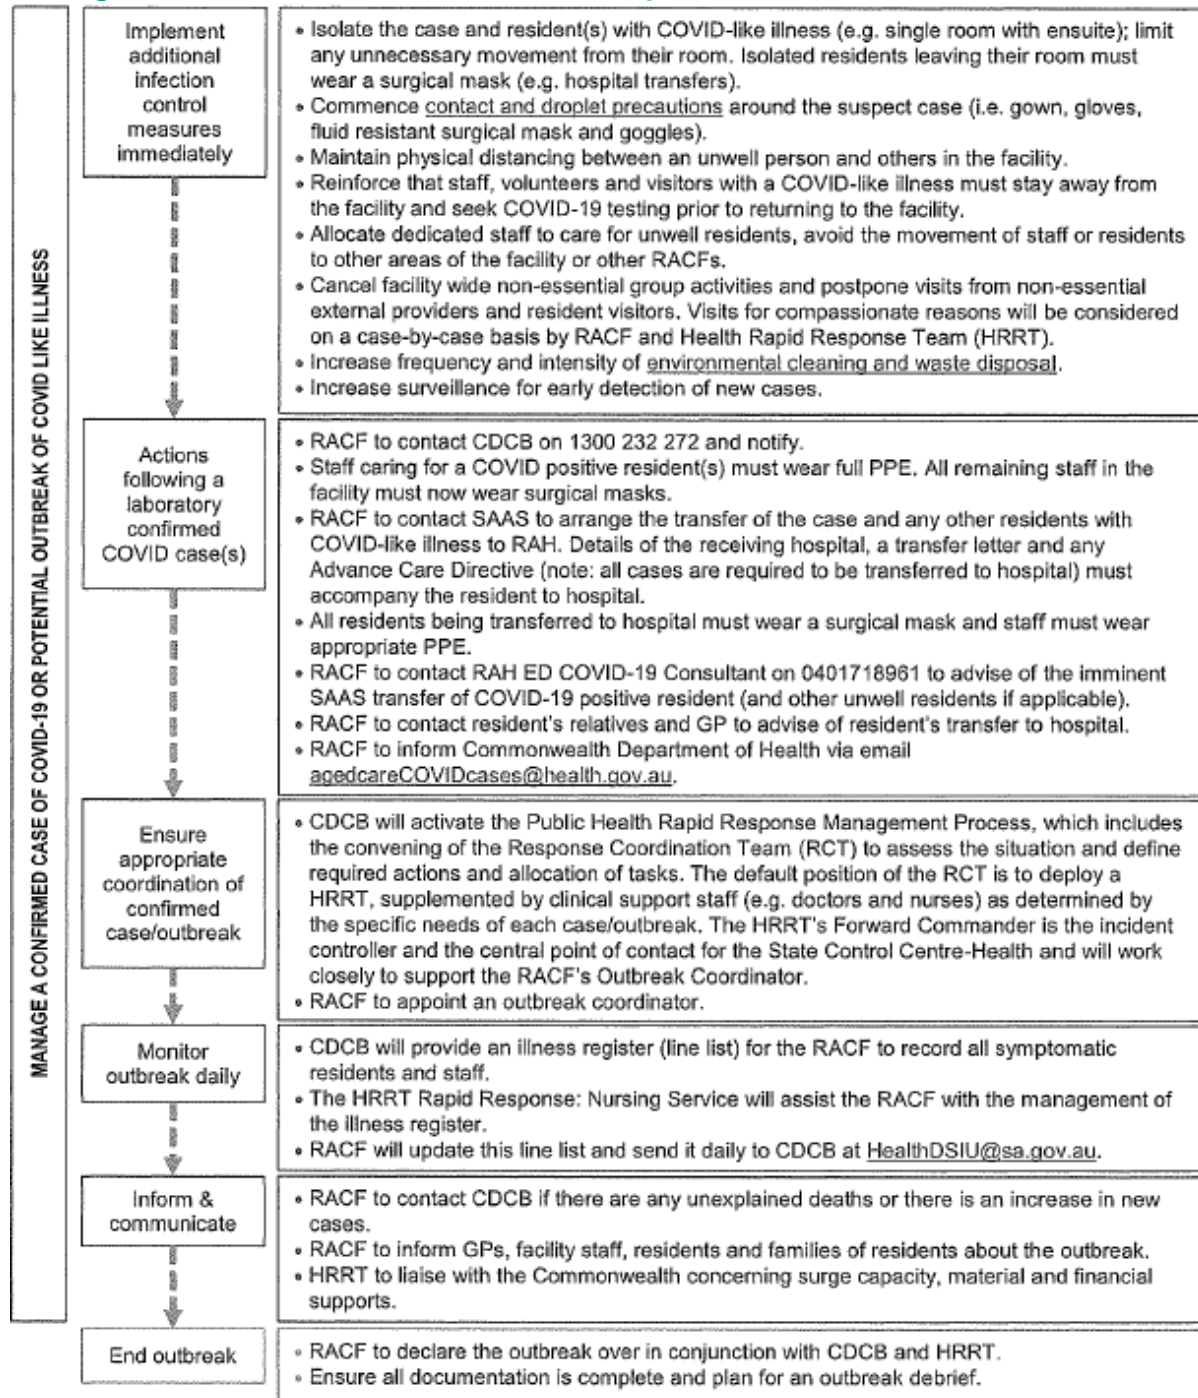 MANAGE A CONFIRMED CASE OF COVID-19 OR POTENTIAL OUTBREAK OF COVID LIKE ILLNESS
Implement
additional
infection
control
measures
immediately
• Isolate the case and resident(s) with COVID-like illness (e.g. single room with ensuite); limit
any unnecessary movement from their room. Isolated residents leaving their room must
wear a surgical mask (e.g. hospital transfers).
• Commence contact and droplet precautions around the suspect case (i.e. gown, gloves,
fluid resistant surgical mask and goggles).
• Maintain physical distancing between an unwell person and others in the facility.
• Reinforce that staff, volunteers and visitors with a COVID-like illness must stay away from
the facility and seek COVID-19 testing prior to returning to the facility.
• Allocate dedicated staff to care for unwell residents, avoid the movement of staff or residents
to other areas of the facility or other RACFs.
• Cancel facility wide non-essential group activities and postpone visits from non-essential
external providers and resident visitors. Visits for compassionate reasons will be considered
on a case-by-case basis by RACF and Health Rapid Response Team (HRRT).
• Increase frequency and intensity of environmental cleaning and waste disposal.
• Increase surveillance for early detection of new cases.
Actions
following a
laboratory
confirmed
COVID case(s)
• RACF to contact CDCB on 1300 232 272 and notify.
• Staff caring for a COVID positive resident(s) must wear full PPE. All remaining staff in the
facility must now wear surgical masks.
• RACF to contact SAAS to arrange the transfer of the case and any other residents with
COVID-like illness to RAH. Details of the receiving hospital, a transfer letter and any
Advance Care Directive (note: all cases are required to be transferred to hospital) must
accompany the resident to hospital.
• All residents being transferred to hospital must wear a surgical mask and staff must wear
appropriate PPE.
• RACF to contact RAH ED COVID-19 Consultant on 0401718961 to advise of the imminent
SAAS transfer of COVID-19 positive resident (and other unwell residents if applicable).
• RACF to contact resident's relatives and GP to advise of resident's transfer to hospital.
• RACF to inform Commonwealth Department of Health via email
agedcareCOVIDcases@health.gov.au.
Ensure
appropriate
coordination of
confirmed
case/outbreak
• CDCB will activate the Public Health Rapid Response Management Process, which includes
the convening of the Response Coordination Team (RCT) to assess the situation and define
required actions and allocation of tasks. The default position of the RCT is to deploy a
HRRT, supplemented by clinical support staff (e.g. doctors and nurses) as determined by
the specific needs of each case/outbreak. The HRRT's Forward Commander is the incident
controller and the central point of contact for the State Control Centre-Health and will work
closely to support the RACF's Outbreak Coordinator.
• RACF to appoint an outbreak coordinator.
Monitor
outbreak daily
• CDCB will provide an illness register (line list) for the RACF to record all symptomatic
residents and staff.
• The HRRT Rapid Response: Nursing Service will assist the RACF with the management of
the illness register.
• RACF will update this line list and send it daily to CDCB at HealthDSIU@sa.gov.au.
Inform &
communicate
• RACF to contact CDCB if there are any unexplained deaths or there is an increase in new
cases.
• RACF to inform GPs, facility staff, residents and families of residents about the outbreak.
• HRRT to liaise with the Commonwealth concerning surge capacity, material and financial
supports.
End outbreak
• RACF to declare the outbreak over in conjunction with CDCB and HRRT.
• Ensure all documentation is complete and plan for an outbreak debrief.